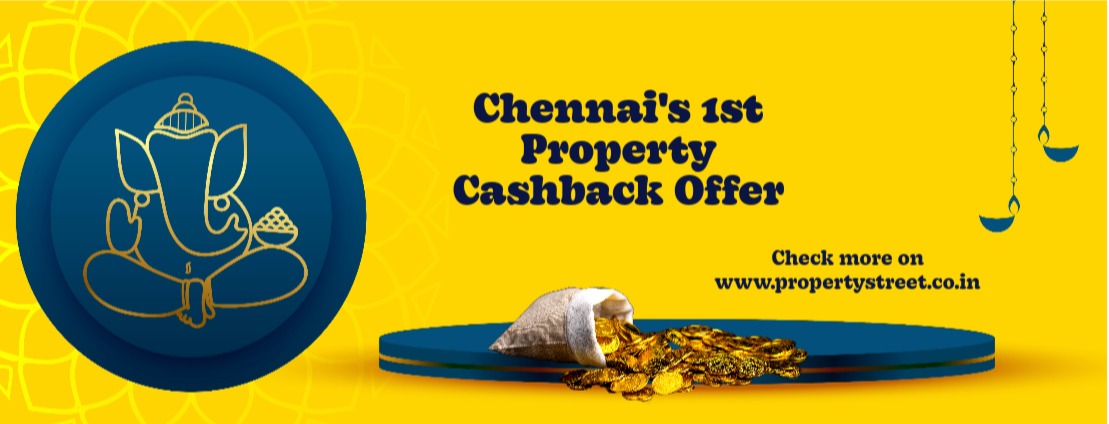 Chennai's 1st
Property
Cashback Offer
Check more on
www.propertystreet.co.in